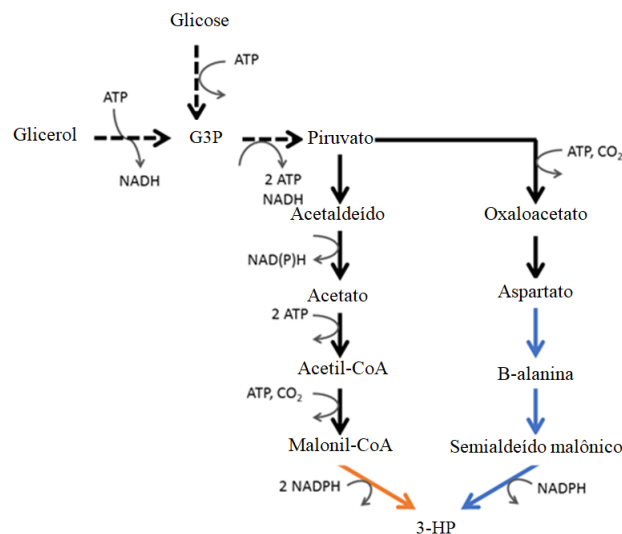 Glicose
ATP
ATP
Glicerol
G3P
Piruvato
ATP, CO2
NADH
2 ATP
NADH
Acetaldeído
Oxaloacetato
NAD(P)H
Acetato
Aspartato
2 ATP
Acetil-CoA
B-alanina
ATP, CO2
Malonil-CoA
Semialdeído malônico
2 NADPH
NADPH
3-HP